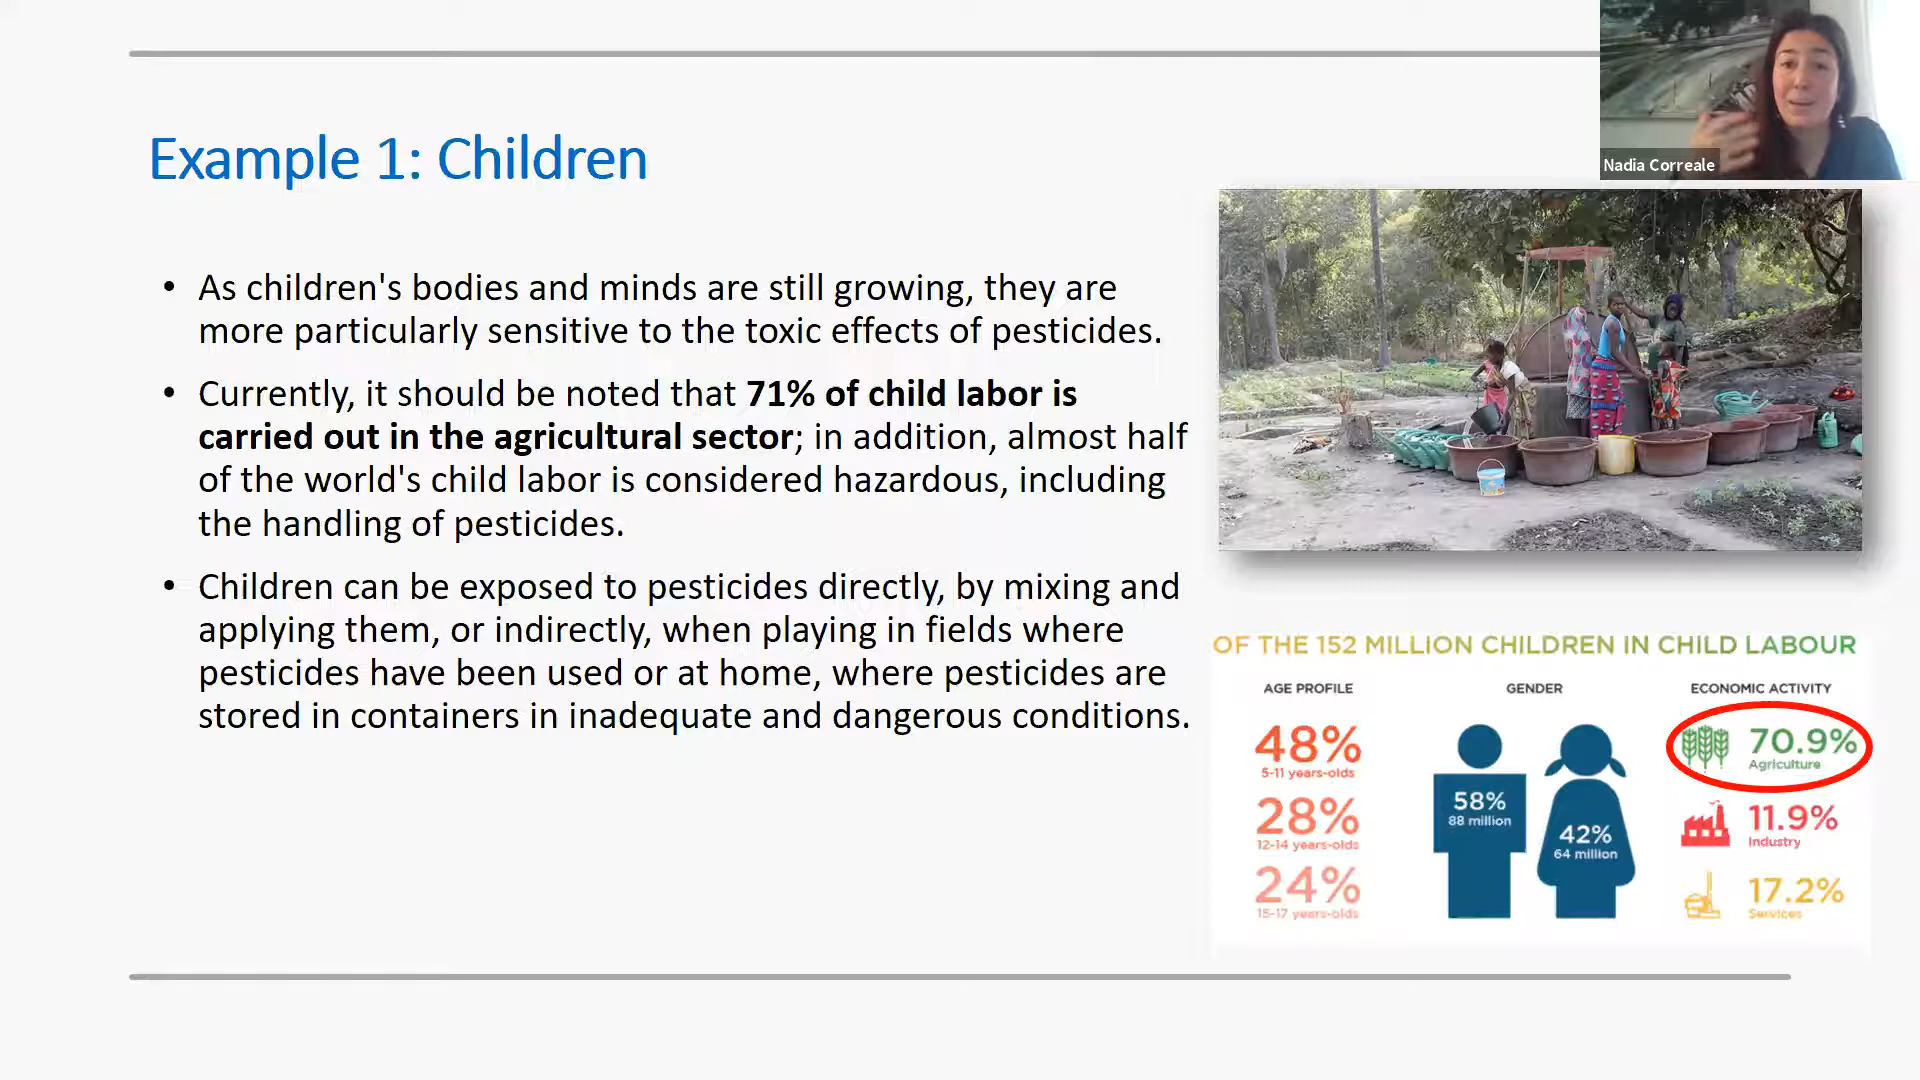 Nadia Correale
Example 1: Children
• As children's bodies and minds are still growing, they are
more particularly sensitive to the toxic effects of pesticides.
• Currently, it should be noted that 71% of child labor is
carried out in the agricultural sector; in addition, almost half
of the world's child labor is considered hazardous, including
the handling of pesticides.
• Children can be exposed to pesticides directly, by mixing and
applying them, or indirectly, when playing in fields where
pesticides have been used or at home, where pesticides are
stored in containers in inadequate and dangerous conditions.
OF THE 152 MILLION CHILDREN IN CHILD LABOUR
AGE PROFILE
48%
5-11 years-olds
28%
12-14 years-olds
24%
15-17 years-olds
GENDER
58%
88 million
42%
64 million
ECONOMIC ACTIVITY
70.9%
Agriculture
11.9%
Industry
17.2%
Services